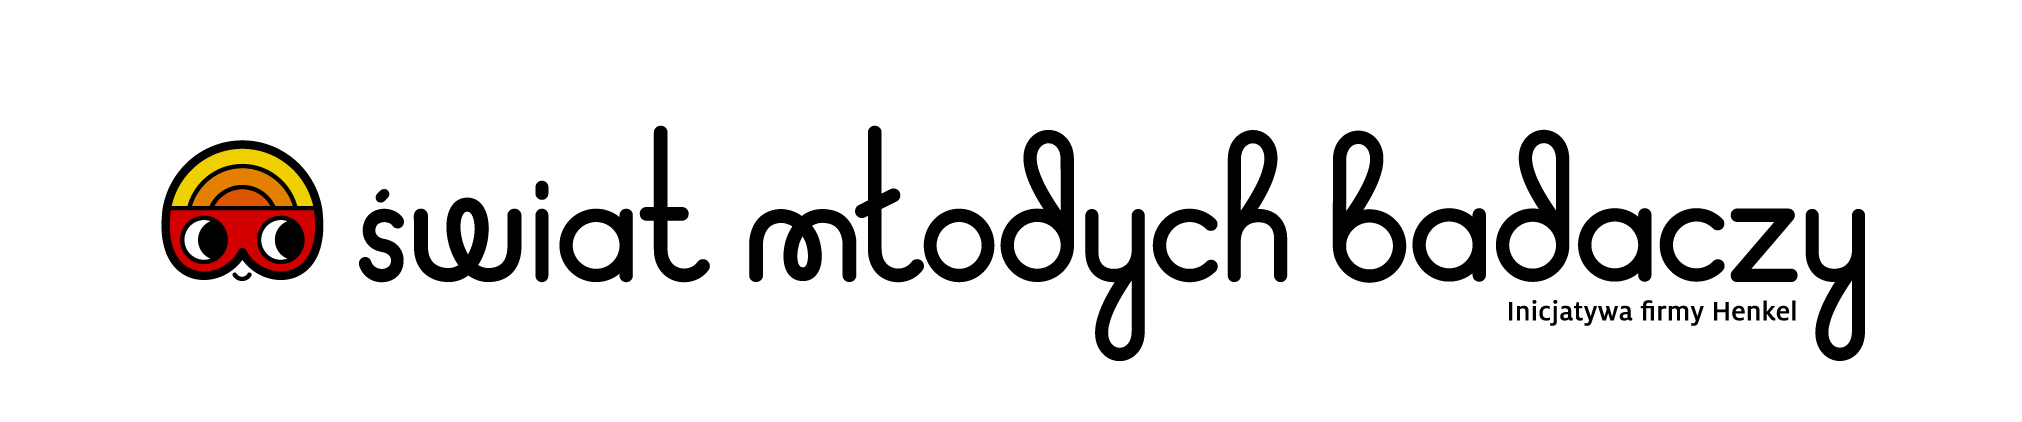 świat młodych badaczy
Inicjatywa firmy Henkel